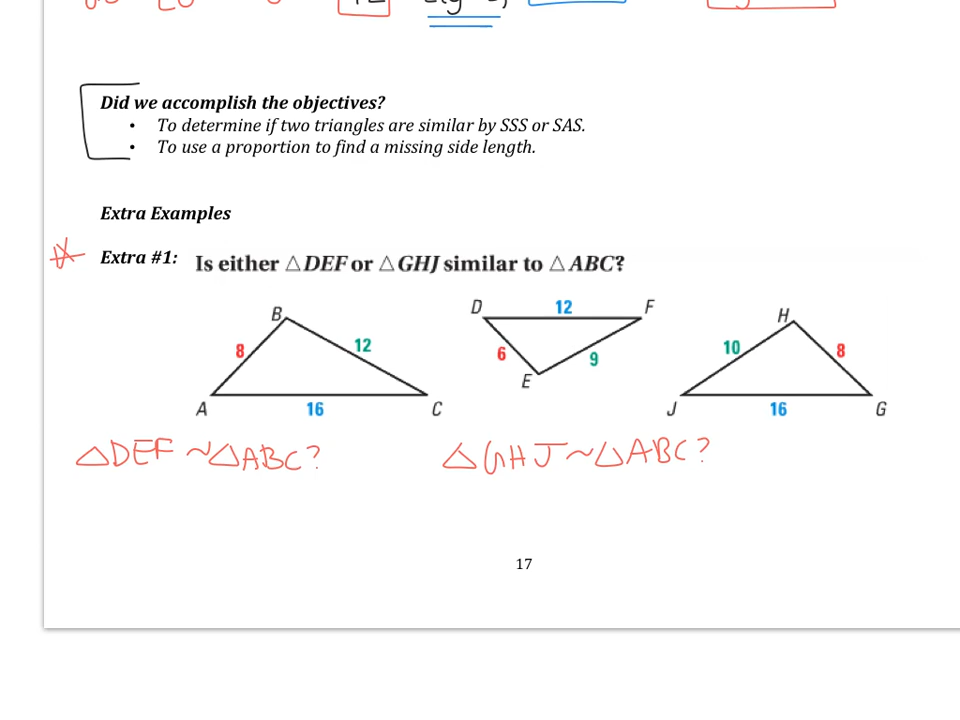 Did we accomplish the objectives?
• To determine if two triangles are similar by SSS or SAS.
• To use a proportion to find a missing side length.
Extra Examples
Extra #1: Is either △DEF or △GHJ similar to △ABC?
B
8
12
A
16
C
D
12
F
6
9
E
H
10
8
J
16
G
△DEF ~△ABC?
△GHJ~△ABC?
17